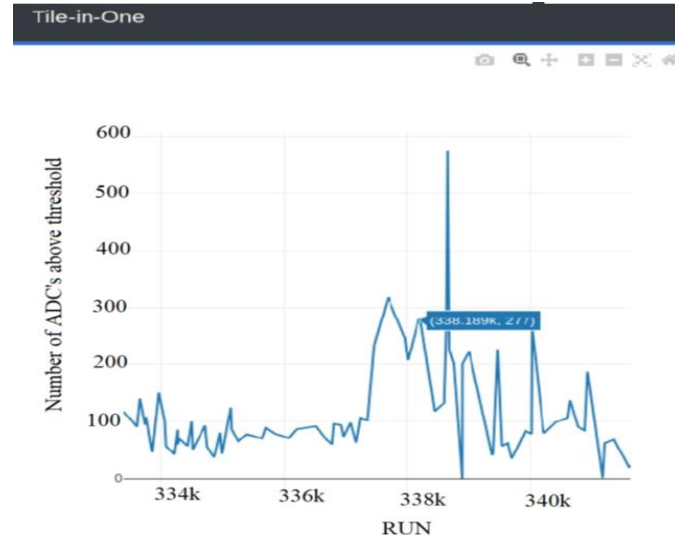 Tile-in-One
600
500
400
300
200
100
0
Number of ADC's above threshold
(338.189k, 277)
334k 336k 338k 340k
RUN